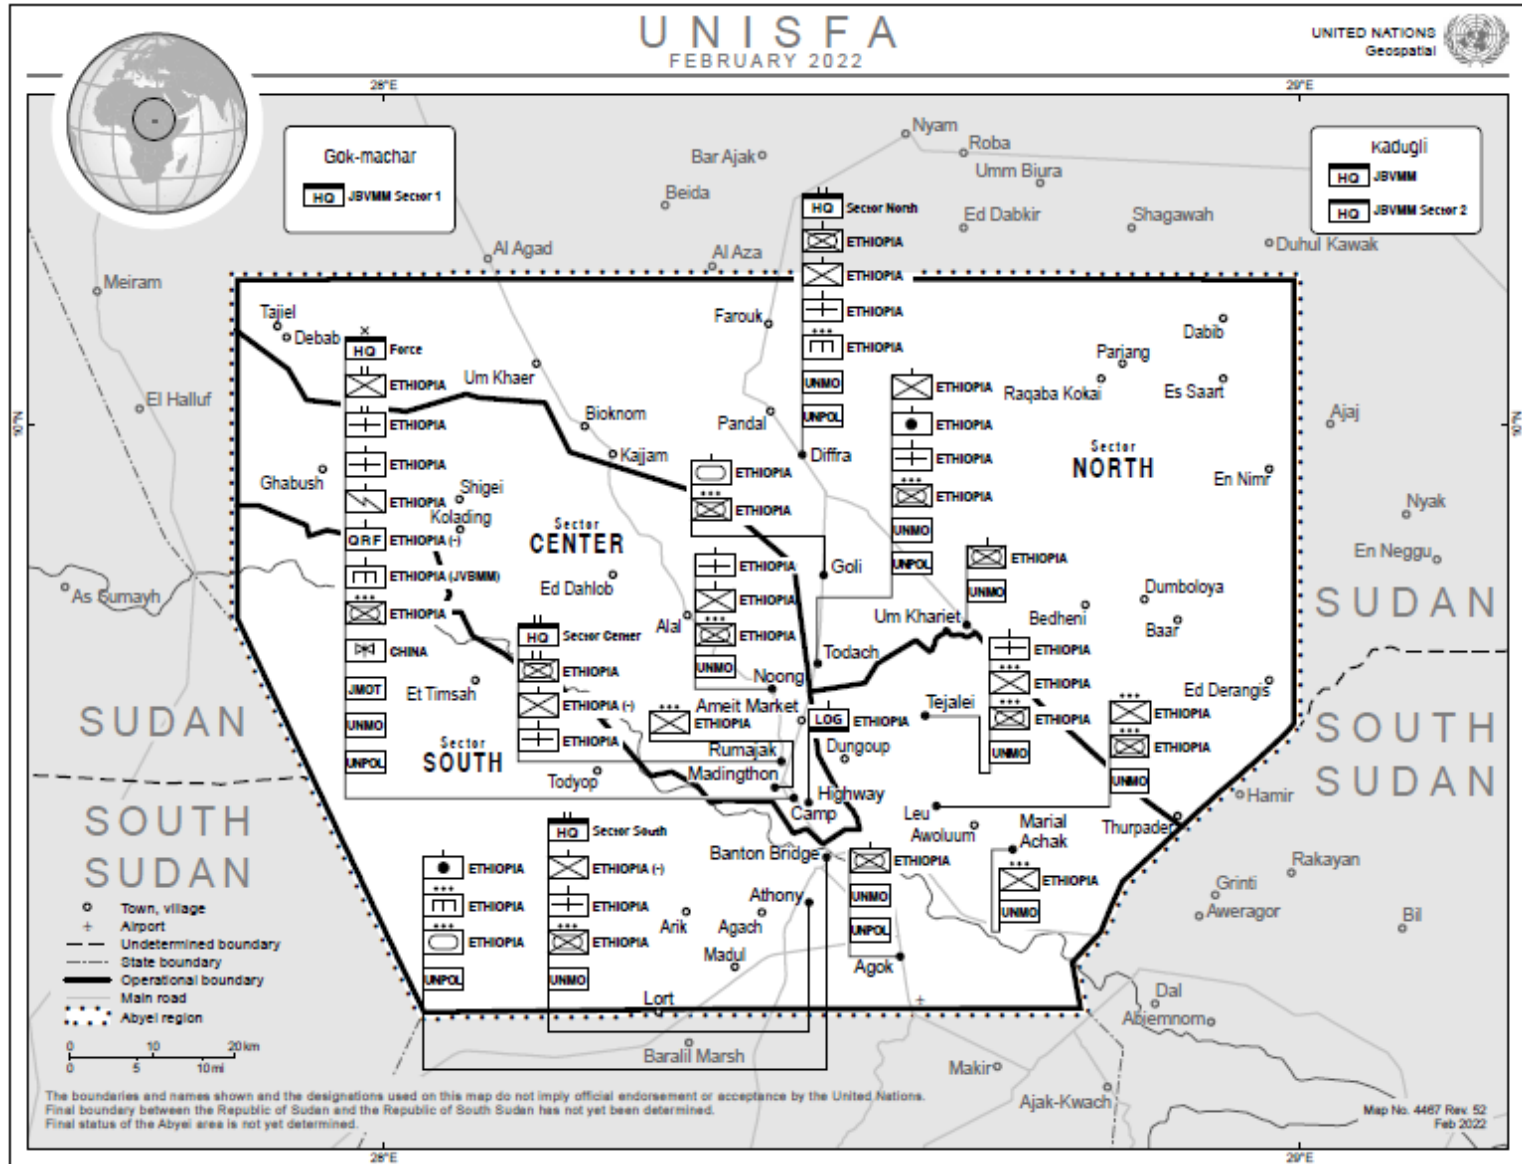 UNISFA
FEBRUARY 2022
UNITED NATIONS
Geospatial
28°E
29°E
Gok-machar
HQ JBVMM Sector 1
Kadugli
HQ JBVMM
HQ JBVMM Sector 2
Nyam
Roba
Bar Ajak
Umm Biura
Beida
Ed Dabkir
Shagawah
Duhul Kawak
Al Agad
Al Aza
Meiram
HQ Sector North
ETHIOPIA
ETHIOPIA
ETHIOPIA
ETHIOPIA
UNMO
UNPOL
Tajiel
Debab
Farouk
Dabib
Parjang
Raqaba Kokai
Es Saart
HQ Force
ETHIOPIA
ETHIOPIA
ETHIOPIA
ETHIOPIA
QRF ETHIOPIA (-)
ETHIOPIA (JVBMM)
ETHIOPIA
CHINA
JMOT
UNMO
UNPOL
Um Khaer
El Halluf
Bioknom
Pandal
Ajaj
10°N
10°N
ETHIOPIA
ETHIOPIA
ETHIOPIA
ETHIOPIA
UNMO
UNPOL
Kajjam
Diffra
Sector
NORTH
Ghabush
En Nimr
ETHIOPIA
ETHIOPIA
Shigei
Kolading
Nyak
Sector
CENTER
En Neggu
ETHIOPIA
UNMO
As Sumayh
Ed Dahlob
Goli
ETHIOPIA
ETHIOPIA
ETHIOPIA
UNMO
Dumboloya
Bedheni
Baar
SUDAN
Alal
Um Khariet
HQ Sector Center
ETHIOPIA
ETHIOPIA (-)
ETHIOPIA
Todach
ETHIOPIA
ETHIOPIA
ETHIOPIA
UNMO
Et Timsah
Noong
Ed Derangis
Ameit Market
Tejalei
SUDAN
ETHIOPIA
LOG ETHIOPIA
ETHIOPIA
ETHIOPIA
UNMO
SOUTH
SUDAN
Sector
SOUTH
Rumajak
Dungoup
Todyop
Madingthon
Highway
Camp
Hamir
Leu
Awoluum
Marial
Achak
Thurpader
SOUTH
SUDAN
HQ Sector South
ETHIOPIA (-)
ETHIOPIA
ETHIOPIA
UNMO
Banton Bridge
ETHIOPIA
UNMO
UNPOL
ETHIOPIA
UNMO
Rakayan
ETHIOPIA
ETHIOPIA
ETHIOPIA
UNPOL
Athony
Grinti
Aweragor
Bil
Arik
Agach
Madul
Agok
Lort
Dal
Abiemnom
Baralil Marsh
Makir
Ajak-Kwach
Town, village
Airport
Undetermined boundary
State boundary
Operational boundary
Main road
Abyei region
0 10 20 km
0 5 10 mi
The boundaries and names shown and the designations used on this map do not imply official endorsement or acceptance by the United Nations.
Final boundary between the Republic of Sudan and the Republic of South Sudan has not yet been determined.
Final status of the Abyei area is not yet determined.
Map No. 4467 Rev. 52
Feb 2022
28°E
29°E